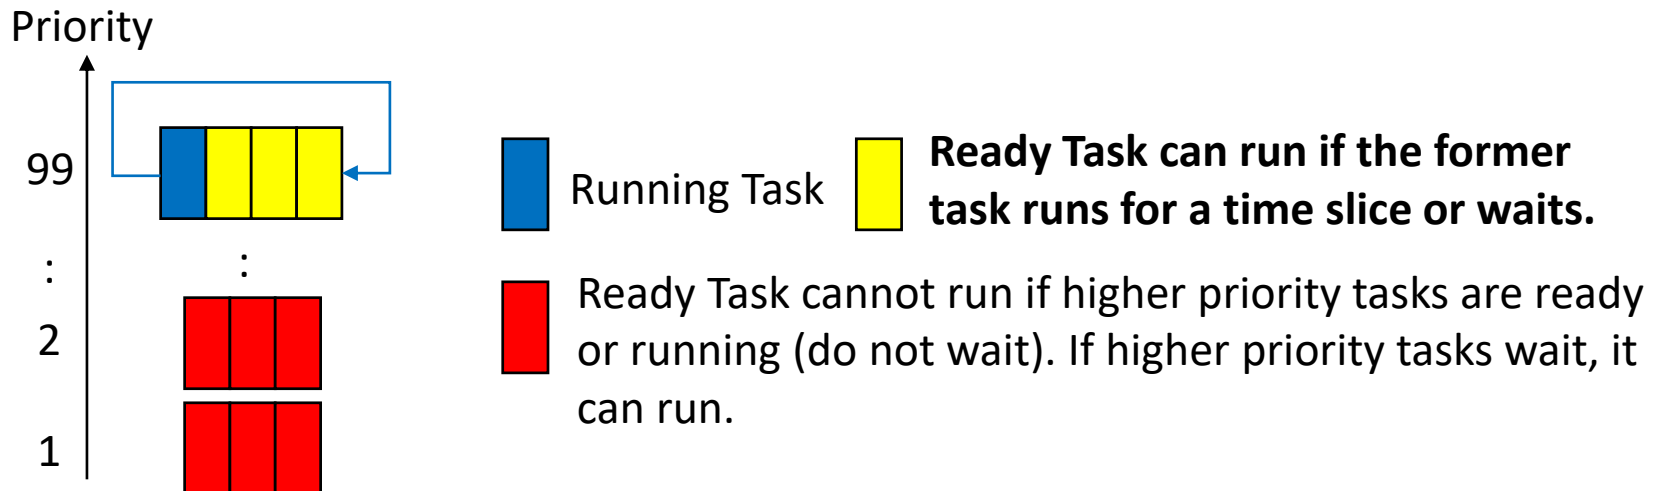 Priority
99
Running Task
Ready Task can run if the former
task runs for a time slice or waits.
:
:
2
Ready Task cannot run if higher priority tasks are ready
or running (do not wait). If higher priority tasks wait, it
can run.
1